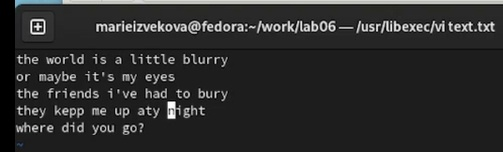 marieizvekova@fedora:~/work/lab06 — /usr/libexec/vi text.txt
the world is a little blurry
or maybe it's my eyes
the friends i've had to bury
they kepp me up aty night
where did you go?
~